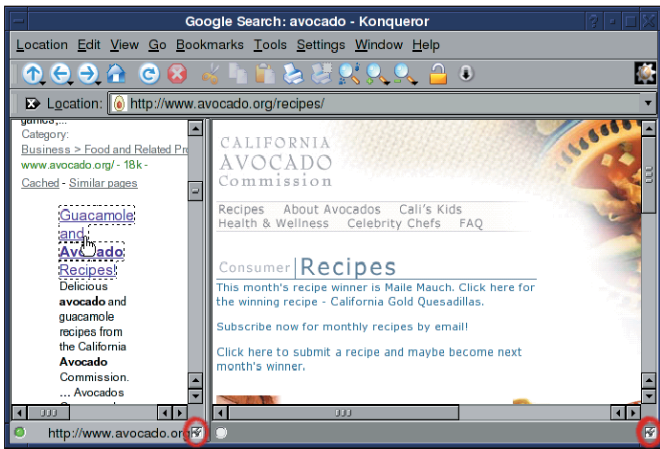 Google Search: avocado - Konqueror
Location Edit View Go Bookmarks Tools Settings Window Help
Location: http://www.avocado.org/recipes/
games,...
Category:
Business > Food and Related Pr
www.avocado.org/ - 18k -
Cached - Similar pages
Guacamole
and
Avocado
Recipes!
Delicious
avocado and
guacamole
recipes from
the California
Avocado
Commission.
... Avocados
CALIFORNIA
AVOCADO
Commission
Recipes About Avocados Cali's Kids
Health & Wellness Celebrity Chefs FAQ
Consumer | Recipes
This month's recipe winner is Maile Mauch. Click here for
the winning recipe - California Gold Quesadillas.
Subscribe now for monthly recipes by email!
Click here to submit a recipe and maybe become next
month's winner.
http://www.avocado.org